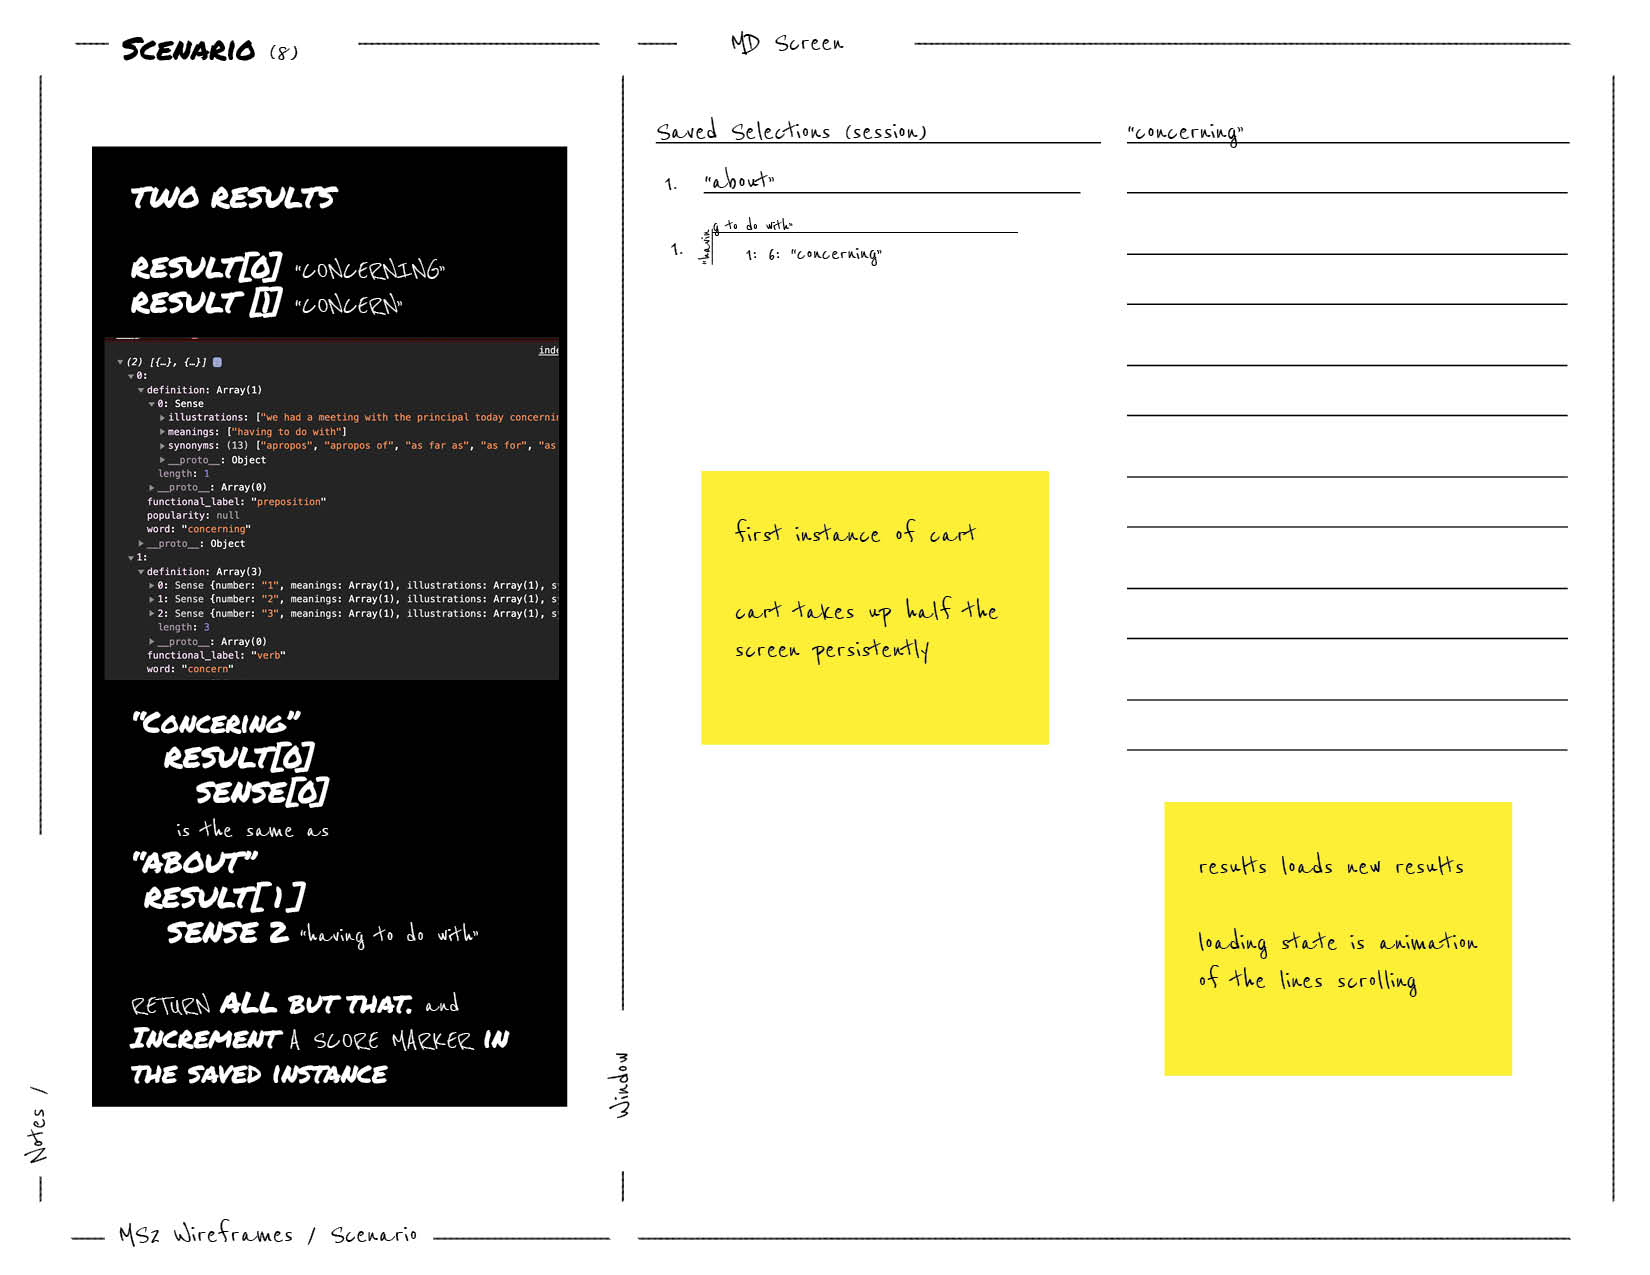 SCENARIO (8)
MD Screen
TWO RESULTS
RESULT[0] "CONCERNING"
RESULT [1] "CONCERN"
inde
(2) [{…}, {…}]
0:
definition: Array(1)
0: Sense
illustrations: ["we had a meeting with the principal today concernin
meanings: ["having to do with"]
synonyms: (13) ["apropos", "apropos of", "as far as", "as for", "as
__proto__: Object
length: 1
__proto__: Array(0)
functional_label: "preposition"
popularity: null
word: "concerning"
__proto__: Object
1:
definition: Array(3)
0: Sense {number: "1", meanings: Array(1), illustrations: Array(1), s
1: Sense {number: "2", meanings: Array(1), illustrations: Array(1), s
2: Sense {number: "3", meanings: Array(1), illustrations: Array(1), s
length: 3
__proto__: Array(0)
functional_label: "verb"
word: "concern"
"CONCERING"
RESULT[0]
SENSE[0]
is the same as
"ABOUT"
RESULT[1]
SENSE 2 "having to do with"
RETURN ALL BUT THAT. and
INCREMENT A SCORE MARKER IN
THE SAVED INSTANCE
Saved Selections (session)
1. "about"
1. "having to do with"
1: 6: "concerning"
first instance of cart
cart takes up half the
screen persistently
"concerning"
results loads new results
loading state is animation
of the lines scrolling
Notes /
Window
MS2 Wireframes / Scenario